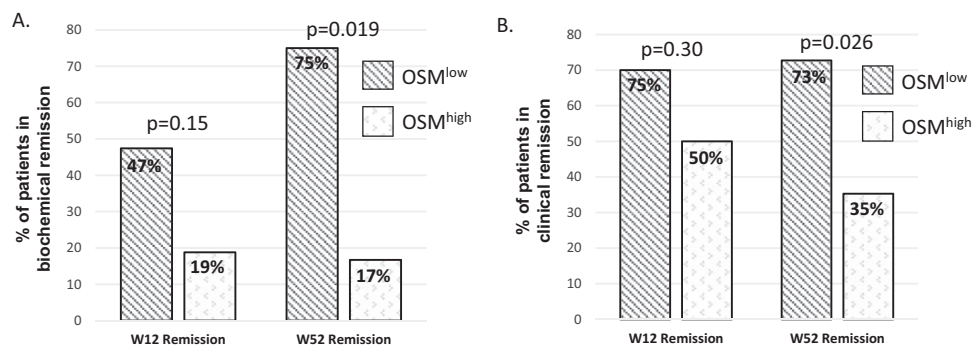 A.
80
70
60
50
40
30
20
10
0
% of patients in
biochemical remission
p=0.15
p=0.019
47%
19%
75%
17%
W12 Remission
W52 Remission
OSMlow
OSMhigh
B.
80
70
60
50
40
30
20
10
0
% of patients in
clinical remission
p=0.30
p=0.026
75%
50%
73%
35%
W12 Remission
W52 Remission
OSMlow
OSMhigh